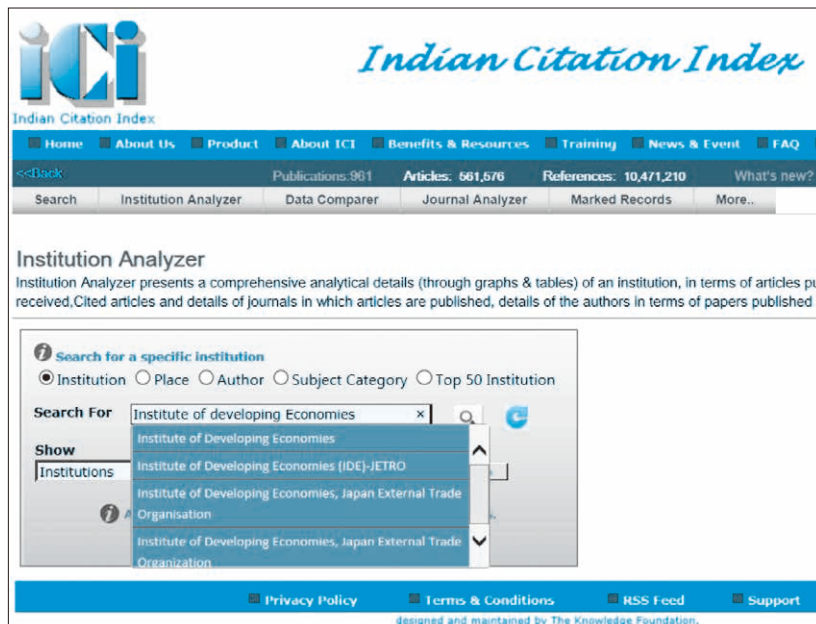 ici
Indian Citation Index
Indian Citation Index
Home About Us Product About ICI Benefits & Resources Training News & Event FAQ
<<Back Publications:961 Articles: 561,576 References: 10,471,210 What's new?
Search Institution Analyzer Data Comparer Journal Analyzer Marked Records More..
Institution Analyzer
Institution Analyzer presents a comprehensive analytical details (through graphs & tables) of an institution, in terms of articles pu
received,Cited articles and details of journals in which articles are published, details of the authors in terms of papers published
Search for a specific institution
Institution Place Author Subject Category Top 50 Institution
Search For Institute of developing Economies ×
Institute of Developing Economies
Show
Institutions
Institute of Developing Economies (IDE)-JETRO
Institute of Developing Economies, Japan External Trade
Organisation
Institute of Developing Economies, Japan External Trade
Organization
Privacy Policy Terms & Conditions RSS Feed Support
designed and maintained by The Knowledge Foundation.